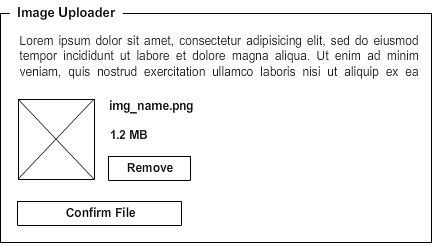 Image Uploader
Lorem ipsum dolor sit amet, consectetur adipisicing elit, sed do eiusmod
tempor incididunt ut labore et dolore magna aliqua. Ut enim ad minim
veniam, quis nostrud exercitation ullamco laboris nisi ut aliquip ex ea
img_name.png
1.2 MB
Remove
Confirm File